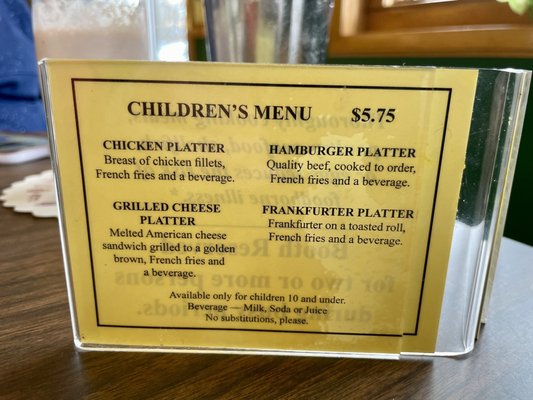 CHILDREN'S MENU $5.75
CHICKEN PLATTER
Breast of chicken fillets,
French fries and a beverage.
HAMBURGER PLATTER
Quality beef, cooked to order,
French fries and a beverage.
GRILLED CHEESE
PLATTER
Melted American cheese
sandwich grilled to a golden
brown, French fries and
a beverage.
FRANKFURTER PLATTER
Frankfurter on a toasted roll,
French fries and a beverage.
Available only for children 10 and under.
Beverage — Milk, Soda or Juice
No substitutions, please.